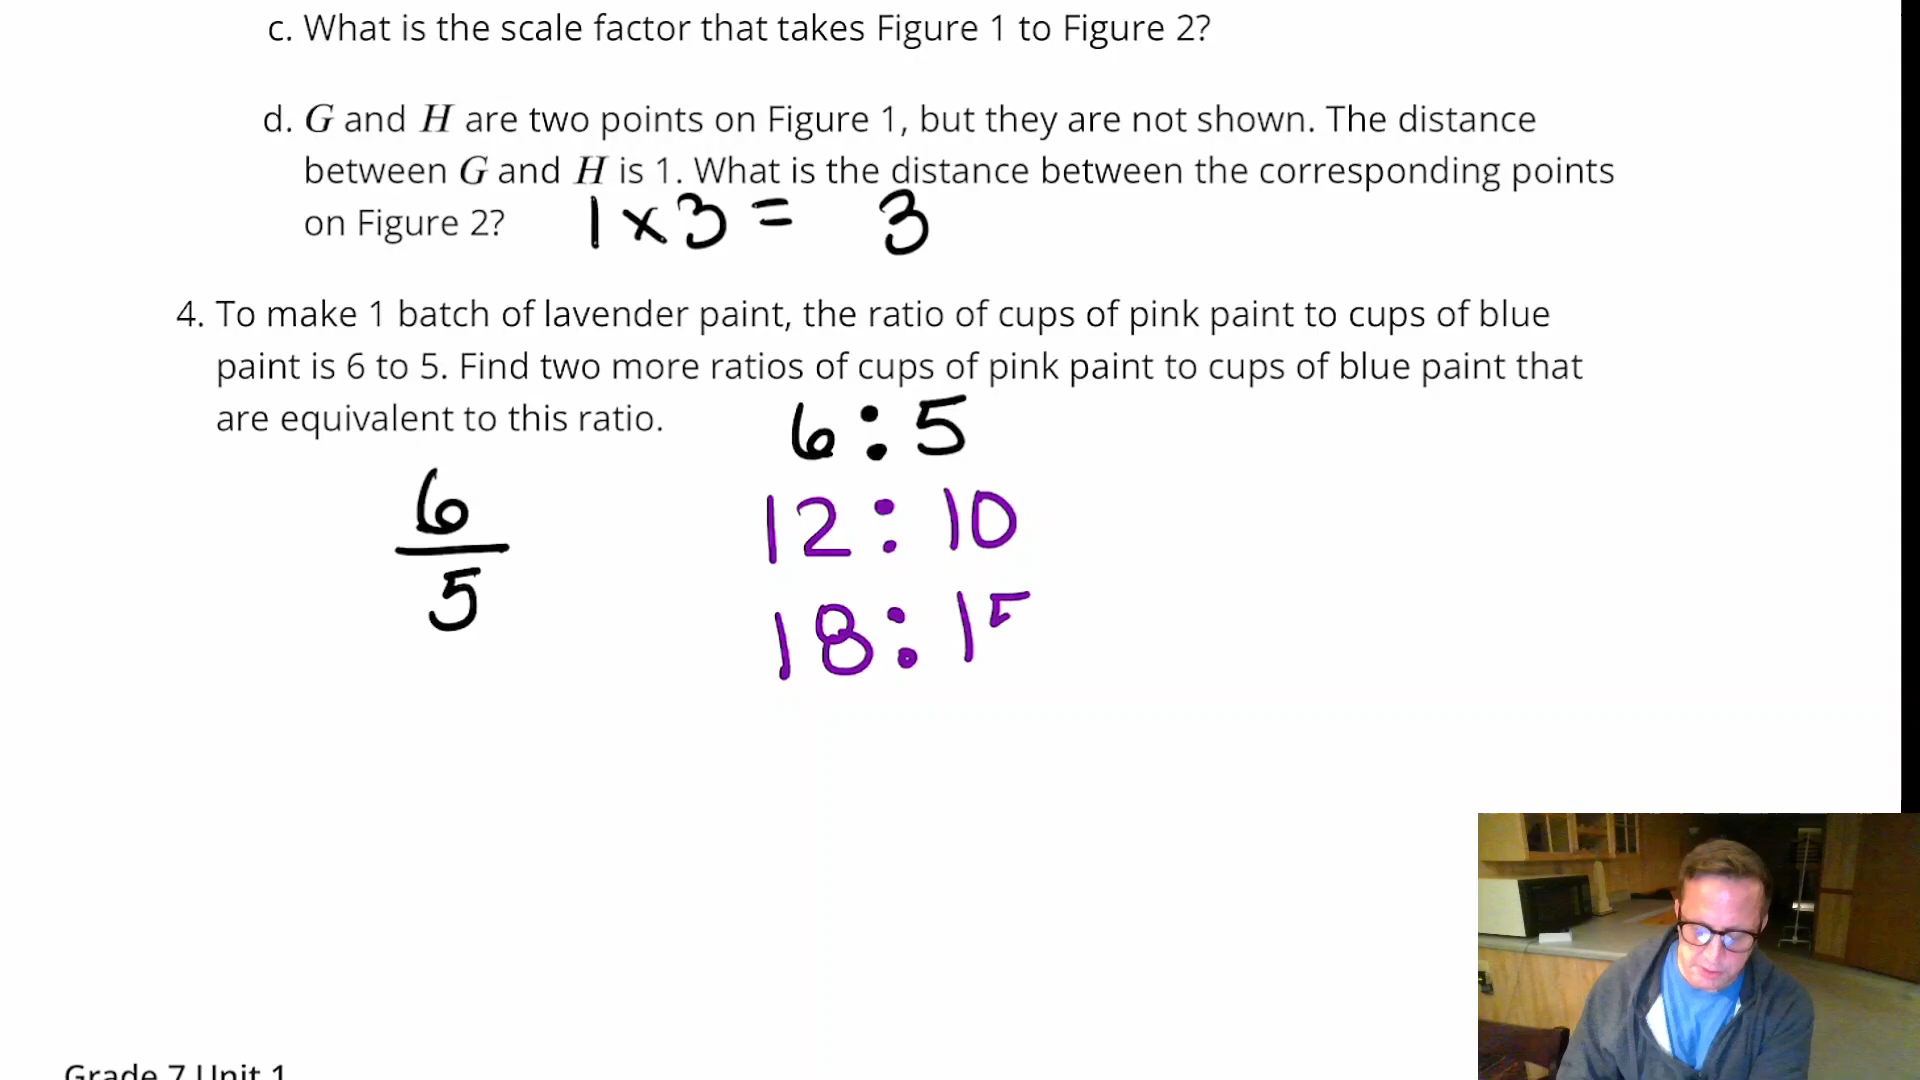 c. What is the scale factor that takes Figure 1 to Figure 2?
d. G and H are two points on Figure 1, but they are not shown. The distance
between G and H is 1. What is the distance between the corresponding points
on Figure 2? 1 x 3 = 3
4. To make 1 batch of lavender paint, the ratio of cups of pink paint to cups of blue
paint is 6 to 5. Find two more ratios of cups of pink paint to cups of blue paint that
are equivalent to this ratio. 6 : 5
6
5
12 : 10
18 : 15
Grade 7 Unit 1